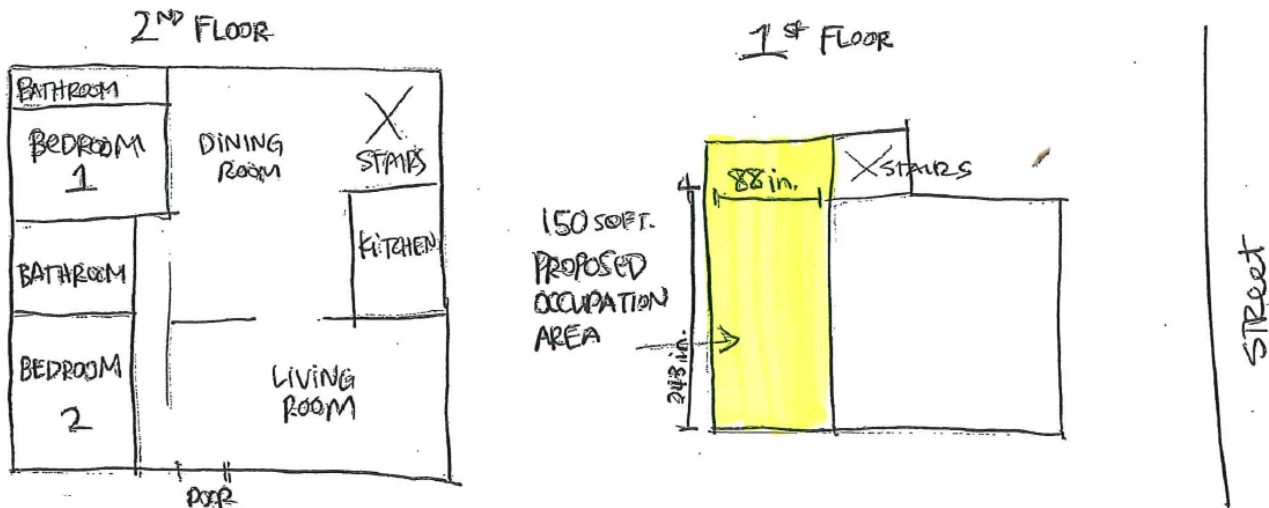 2ND FLOOR
BATHROOM
BEDROOM
1
DINING
ROOM
X
STAIRS
KITCHEN
BATHROOM
BEDROOM
2
LIVING
ROOM
DOOR
1st FLOOR
X STAIRS
88 in.
150 SQFT.
PROPOSED
OCCUPATION
AREA
243 in.
STREET